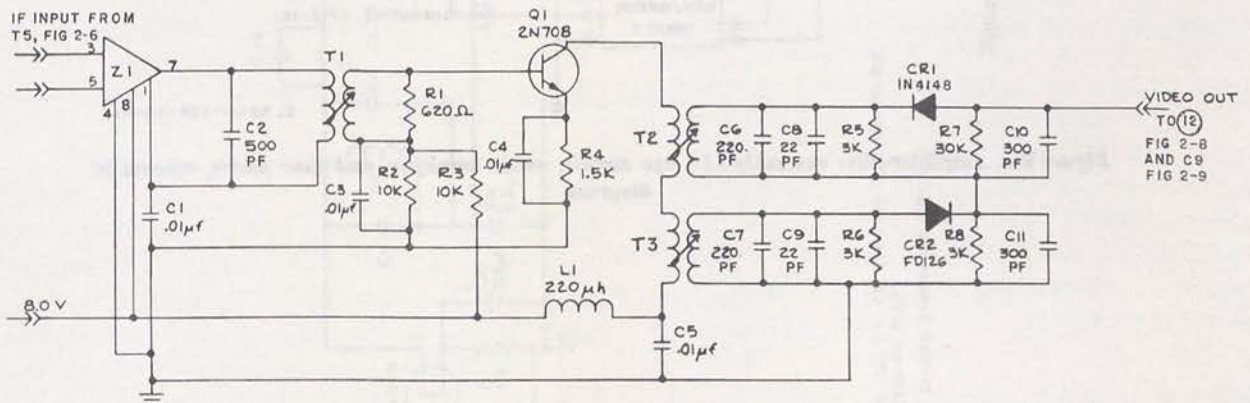 IF INPUT FROM
T5, FIG 2-6
3
5
Z1
7
4
8
1
C2
500
PF
C1
.01µf
T1
R1
620Ω
C3
.01µf
R2
10K
R3
10K
Q1
2N708
C4
.01µf
R4
1.5K
8.0 V
L1
220µh
C5
.01µf
T2
C6
220.
PF
C8
22
PF
R5
3K
CR1
IN4148
R7
30K
C10
300
PF
T3
C7
220.
PF
C9
22
PF
R6
3K
CR2
FD126
R8
3K
C11
300
PF
VIDEO OUT
TO 12
FIG 2-8
AND C9
FIG 2-9